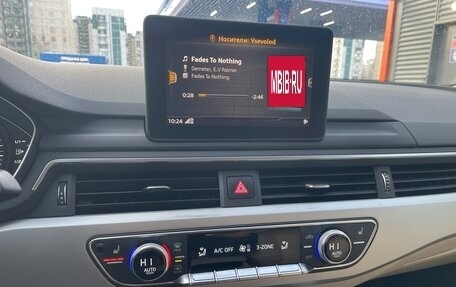 Носители: Vsevolod
Fades To Nothing
Demeter, E.V Palmer
Fades To Nothing
0:28
-2:46
MBIB·RU
10:24
HI
AUTO
A/C OFF
3-ZONE
HI
AUTO